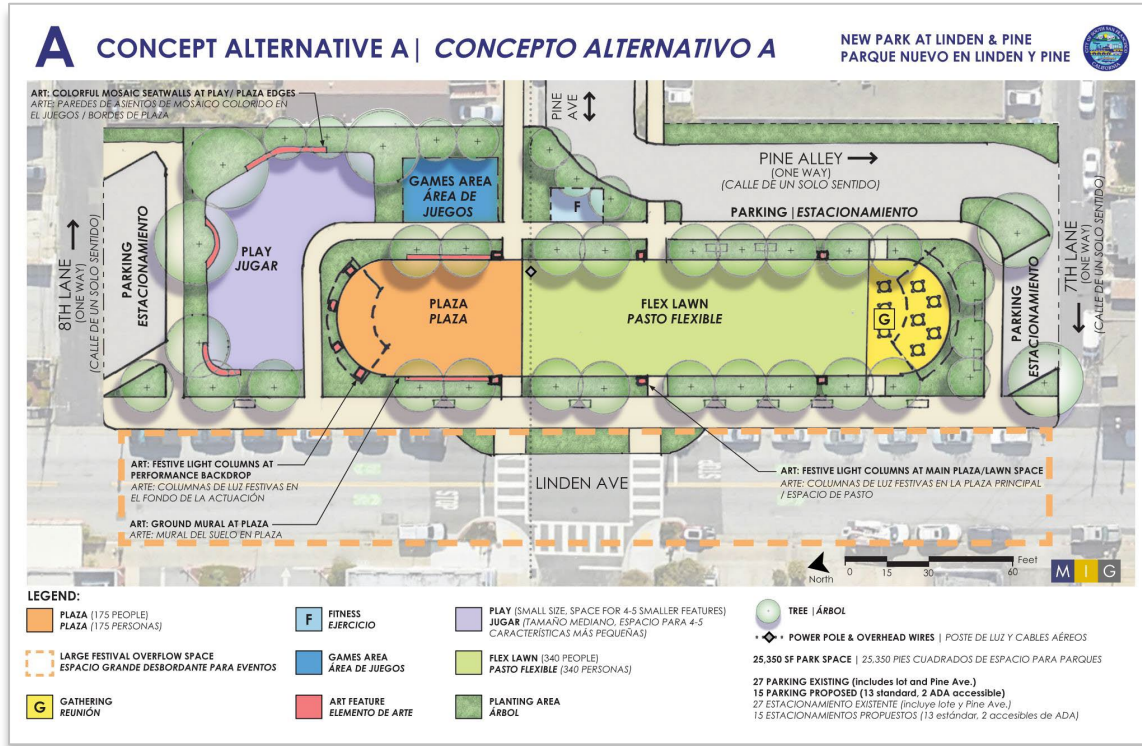 A CONCEPT ALTERNATIVE A | CONCEPTO ALTERNATIVO A
NEW PARK AT LINDEN & PINE
PARQUE NUEVO EN LINDEN Y PINE
ART: COLORFUL MOSAIC SEATWALLS AT PLAY/ PLAZA EDGES
ARTE: PAREDES DE ASIENTOS DE MOSAICO COLORIDO EN
EL JUEGOS / BORDES DE PLAZA
PINE
AVE
PINE ALLEY
(ONE WAY)
(CALLE DE UN SOLO SENTIDO)
GAMES AREA
ÁREA DE
JUEGOS
F
PARKING | ESTACIONAMIENTO
8TH LANE
(ONE WAY)
(CALLE DE UN SOLO SENTIDO)
PARKING
ESTACIONAMIENTO
PLAY
JUGAR
PLAZA
PLAZA
FLEX LAWN
PASTO FLEXIBLE
G
PARKING
ESTACIONAMIENTO
7TH LANE
(ONE WAY)
(CALLE DE UN SOLO SENTIDO)
ART: FESTIVE LIGHT COLUMNS AT
PERFORMANCE BACKDROP
ARTE: COLUMNAS DE LUZ FESTIVAS EN
EL FONDO DE LA ACTUACIÓN
ART: GROUND MURAL AT PLAZA
ARTE: MURAL DEL SUELO EN PLAZA
STOP
LINDEN AVE
STOP
ART: FESTIVE LIGHT COLUMNS AT MAIN PLAZA/LAWN SPACE
ARTE: COLUMNAS DE LUZ FESTIVAS EN LA PLAZA PRINCIPAL
/ ESPACIO DE PASTO
North
0 15 30 60
Feet
M I G
LEGEND:
PLAZA (175 PEOPLE)
PLAZA (175 PERSONAS)
LARGE FESTIVAL OVERFLOW SPACE
ESPACIO GRANDE DESBORDANTE PARA EVENTOS
G GATHERING
REUNIÓN
F FITNESS
EJERCICIO
GAMES AREA
ÁREA DE JUEGOS
ART FEATURE
ELEMENTO DE ARTE
PLAY (SMALL SIZE, SPACE FOR 4-5 SMALLER FEATURES)
JUGAR (TAMAÑO MEDIANO, ESPACIO PARA 4-5
CARACTERÍSTICAS MÁS PEQUEÑAS)
FLEX LAWN (340 PEOPLE)
PASTO FLEXIBLE (340 PERSONAS)
PLANTING AREA
ÁRBOL
TREE | ÁRBOL
POWER POLE & OVERHEAD WIRES | POSTE DE LUZ Y CABLES AÉREOS
25,350 SF PARK SPACE | 25,350 PIES CUADRADOS DE ESPACIO PARA PARQUES
27 PARKING EXISTING (includes lot and Pine Ave.)
15 PARKING PROPOSED (13 standard, 2 ADA accessible)
27 ESTACIONAMIENTO EXISTENTE (incluye lote y Pine Ave.)
15 ESTACIONAMIENTOS PROPUESTOS (13 estándar, 2 accesibles de ADA)